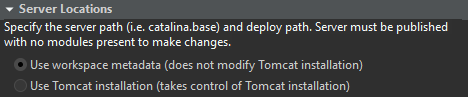 Server Locations
Specify the server path (i.e. catalina.base) and deploy path. Server must be published
with no modules present to make changes.
Use workspace metadata (does not modify Tomcat installation)
Use Tomcat installation (takes control of Tomcat installation)